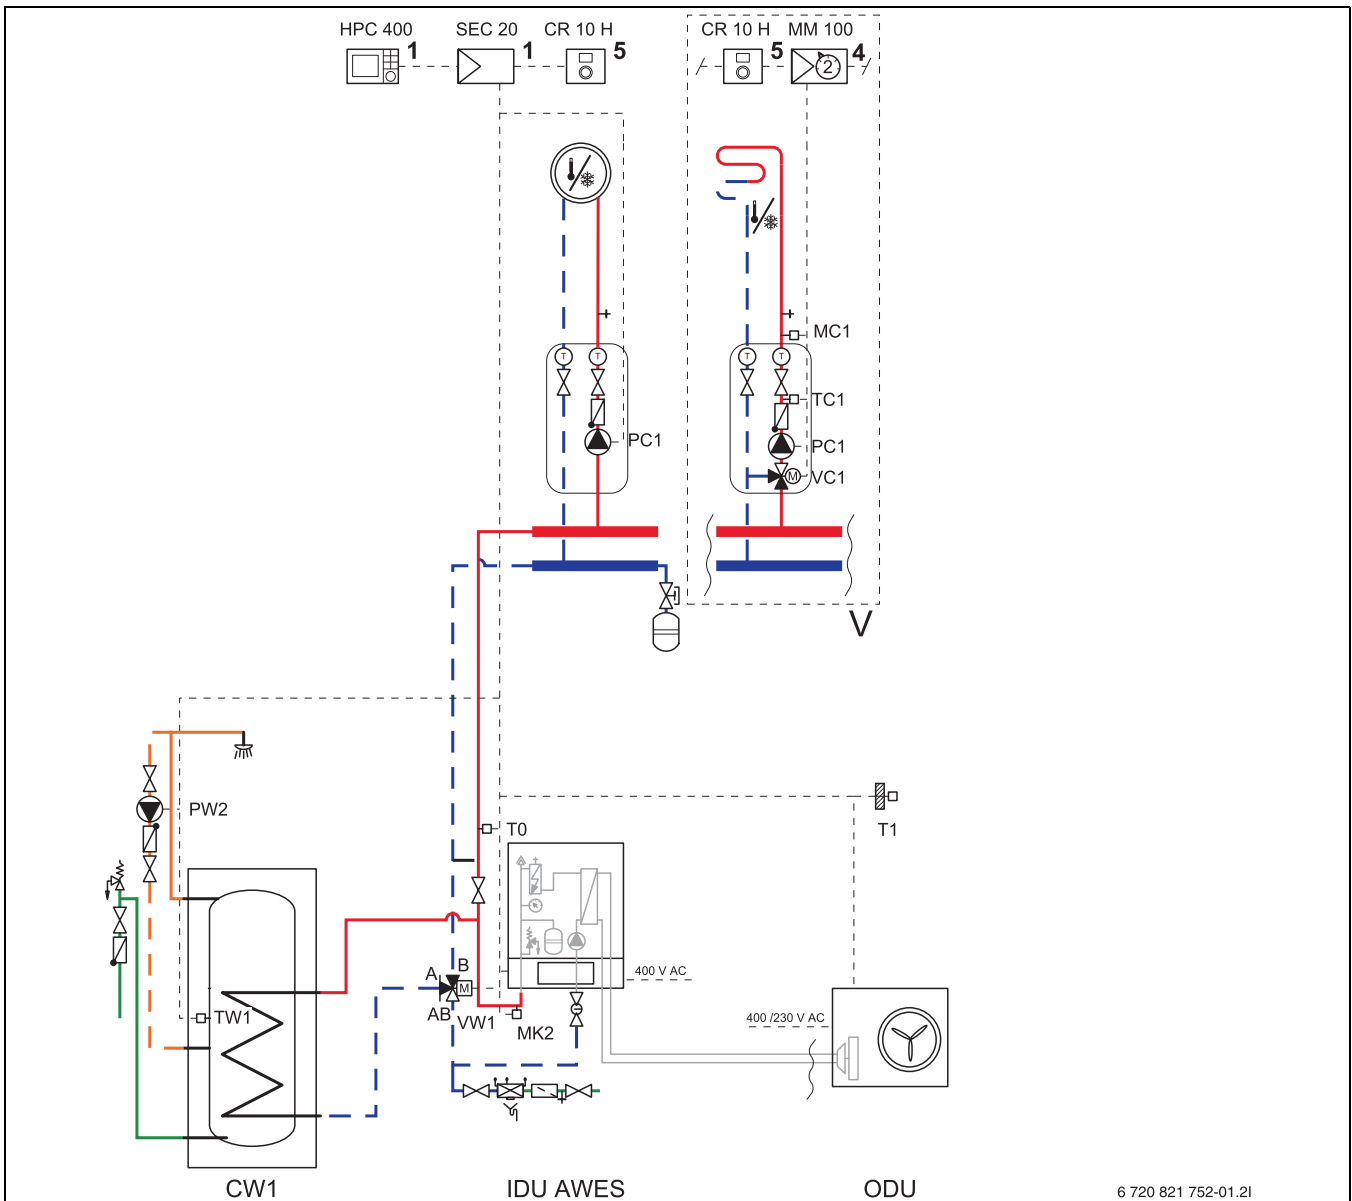 HPC 400 SEC 20 CR 10 H CR 10 H MM 100
1 1 5 5 4
2
MC1
T T T T
TC1
PC1 PC1
M VC1
V
PW2
T0 T1
A B
400 V AC
M
AB VW1 MK2
TW1 400 /230 V AC
CW1 IDU AWES ODU
6 720 821 752-01.2I